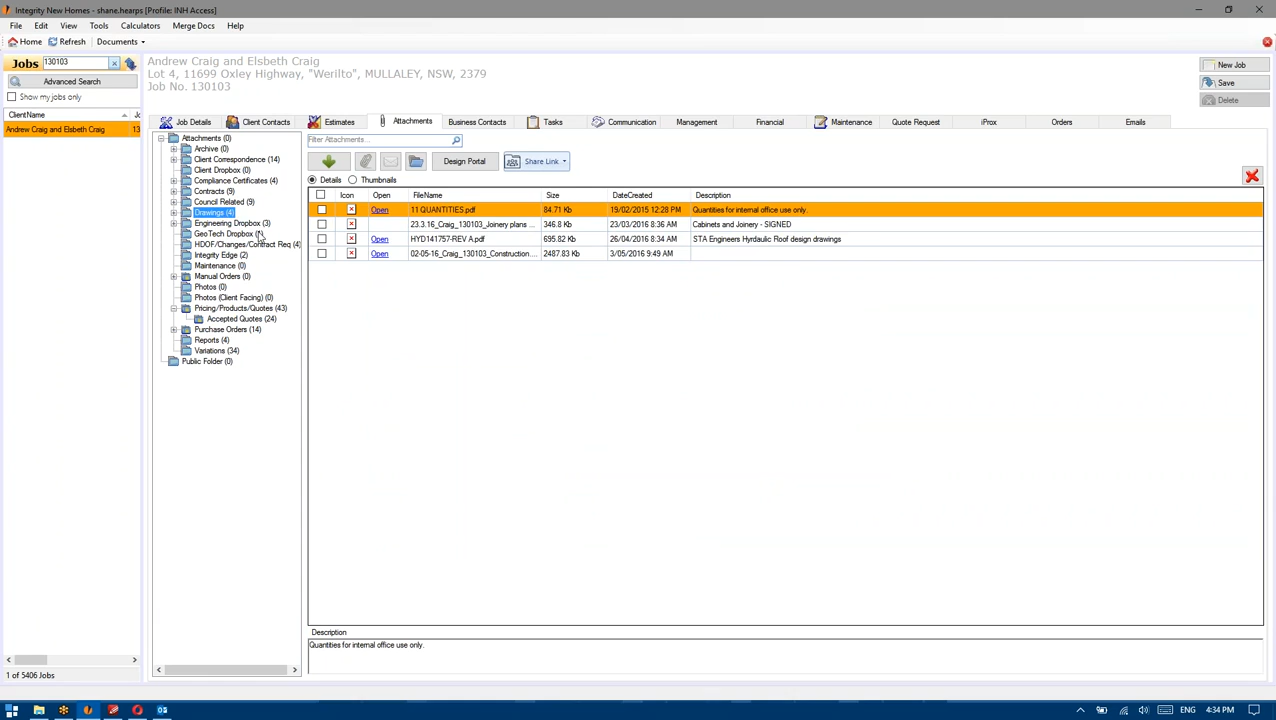 Integrity New Homes - shane.hearps - [Profile: INH Access]
File Edit View Tools Calculators Merge Docs Help
Home Refresh Documents
Jobs 130103
Advanced Search
Show my jobs only
ClientName
Andrew Craig and Elsbeth Craig 13
1 of 5406 Jobs
Andrew Craig and Elsbeth Craig
Lot 4, 11699 Oxley Highway, "Werilto", MULLALEY, NSW, 2379
Job No. 130103
New Job
Save
Delete
Job Details Client Contacts Estimates Attachments Business Contacts Tasks Communication Management Financial Maintenance Quote Request iProx Orders Emails
Attachments (0)
Archive (0)
Client Correspondence (14)
Client Dropbox (0)
Compliance Certificates (4)
Contracts (9)
Council Related (9)
Drawings (4)
Engineering Dropbox (3)
GeoTech Dropbox
HDOF/Changes/Contract Req (4)
Integrity Edge (2)
Maintenance (0)
Manual Orders (0)
Photos (0)
Photos (Client Facing) (0)
Pricing/Products/Quotes (43)
Accepted Quotes (24)
Purchase Orders (14)
Reports (4)
Variations (34)
Public Folder (0)
Filter Attachments...
Design Portal Share Link
Details Thumbnails
Icon Open FileName Size DateCreated Description
Open 11 QUANTITIES.pdf 84.71 Kb 19/02/2015 12:28 PM Quantities for internal office use only.
23.3.16_Craig_130103_Joinery plans ... 346.8 Kb 23/03/2016 8:36 AM Cabinets and Joinery - SIGNED
Open HYD141757-REV A.pdf 695.82 Kb 26/04/2016 8:34 AM STA Engineers Hyrdaulic Roof design drawings
Open 02-05-16_Craig_130103_Construction.... 2487.83 Kb 3/05/2016 9:49 AM
Description
Quantities for internal office use only.
ENG 4:34 PM